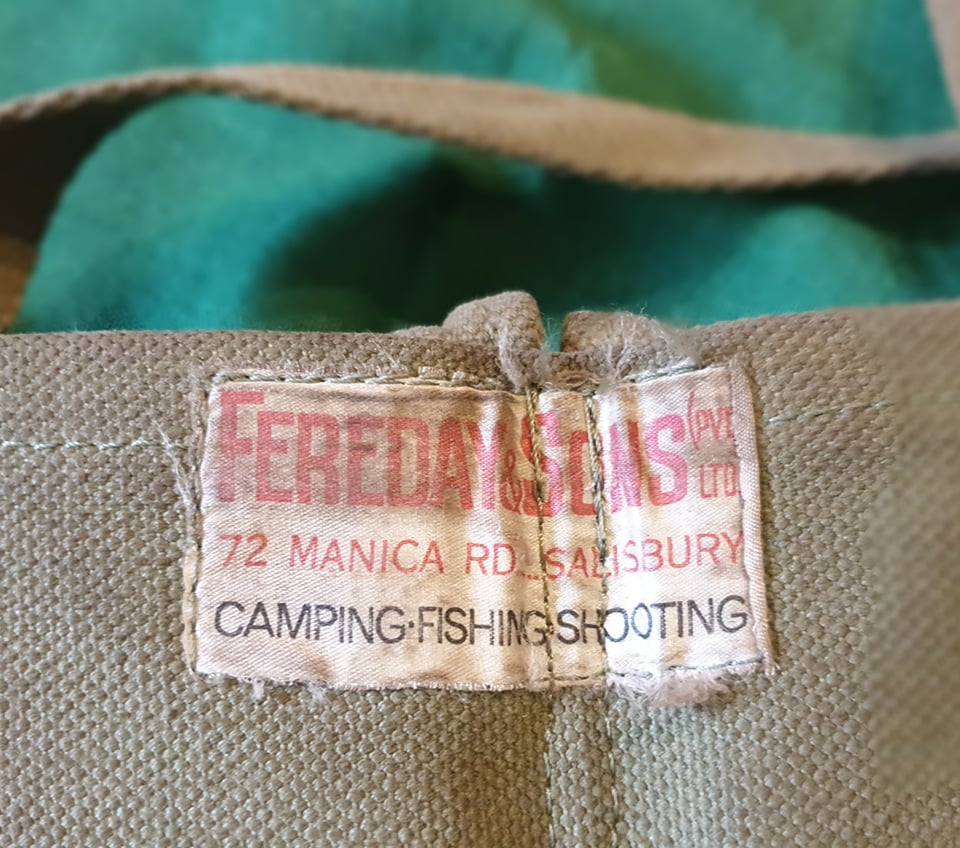 FEREDAY & SONS (PVT LTD.
72 MANICA RD. SALISBURY
CAMPING·FISHING·SHOOTING